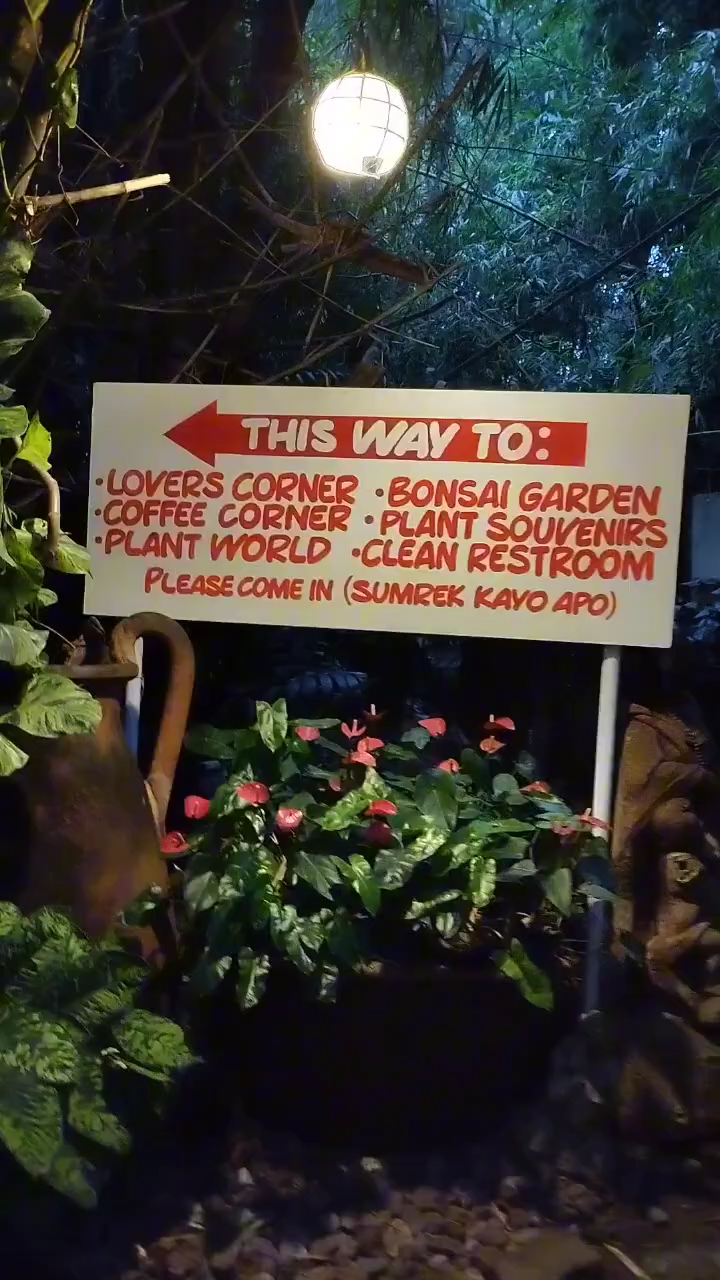 THIS WAY TO:
• LOVERS CORNER
• COFFEE CORNER
• PLANT WORLD
• BONSAI GARDEN
• PLANT SOUVENIRS
• CLEAN RESTROOM
PLEASE COME IN (SUMREK KAYO APO)